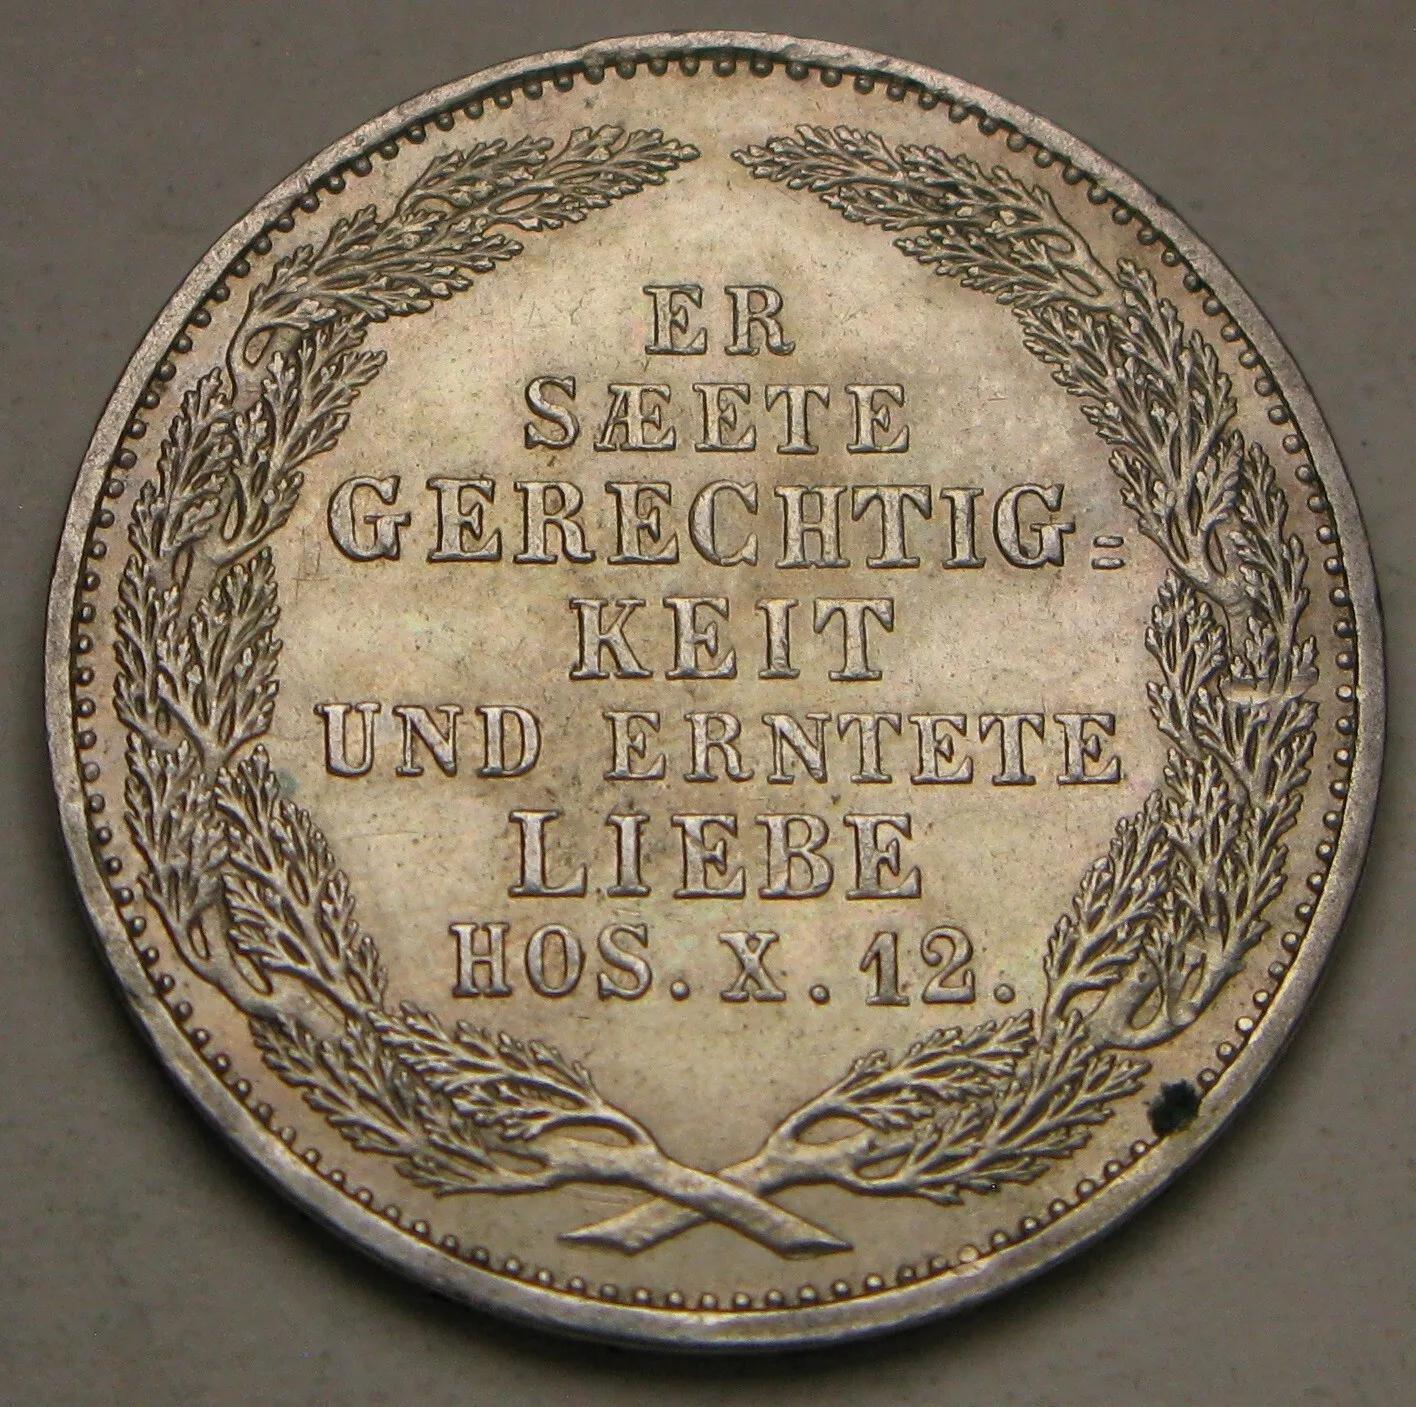 ER
SÆETE
GERECHTIG=
KEIT
UND ERNTETE
LIEBE
HOS. X. 12.